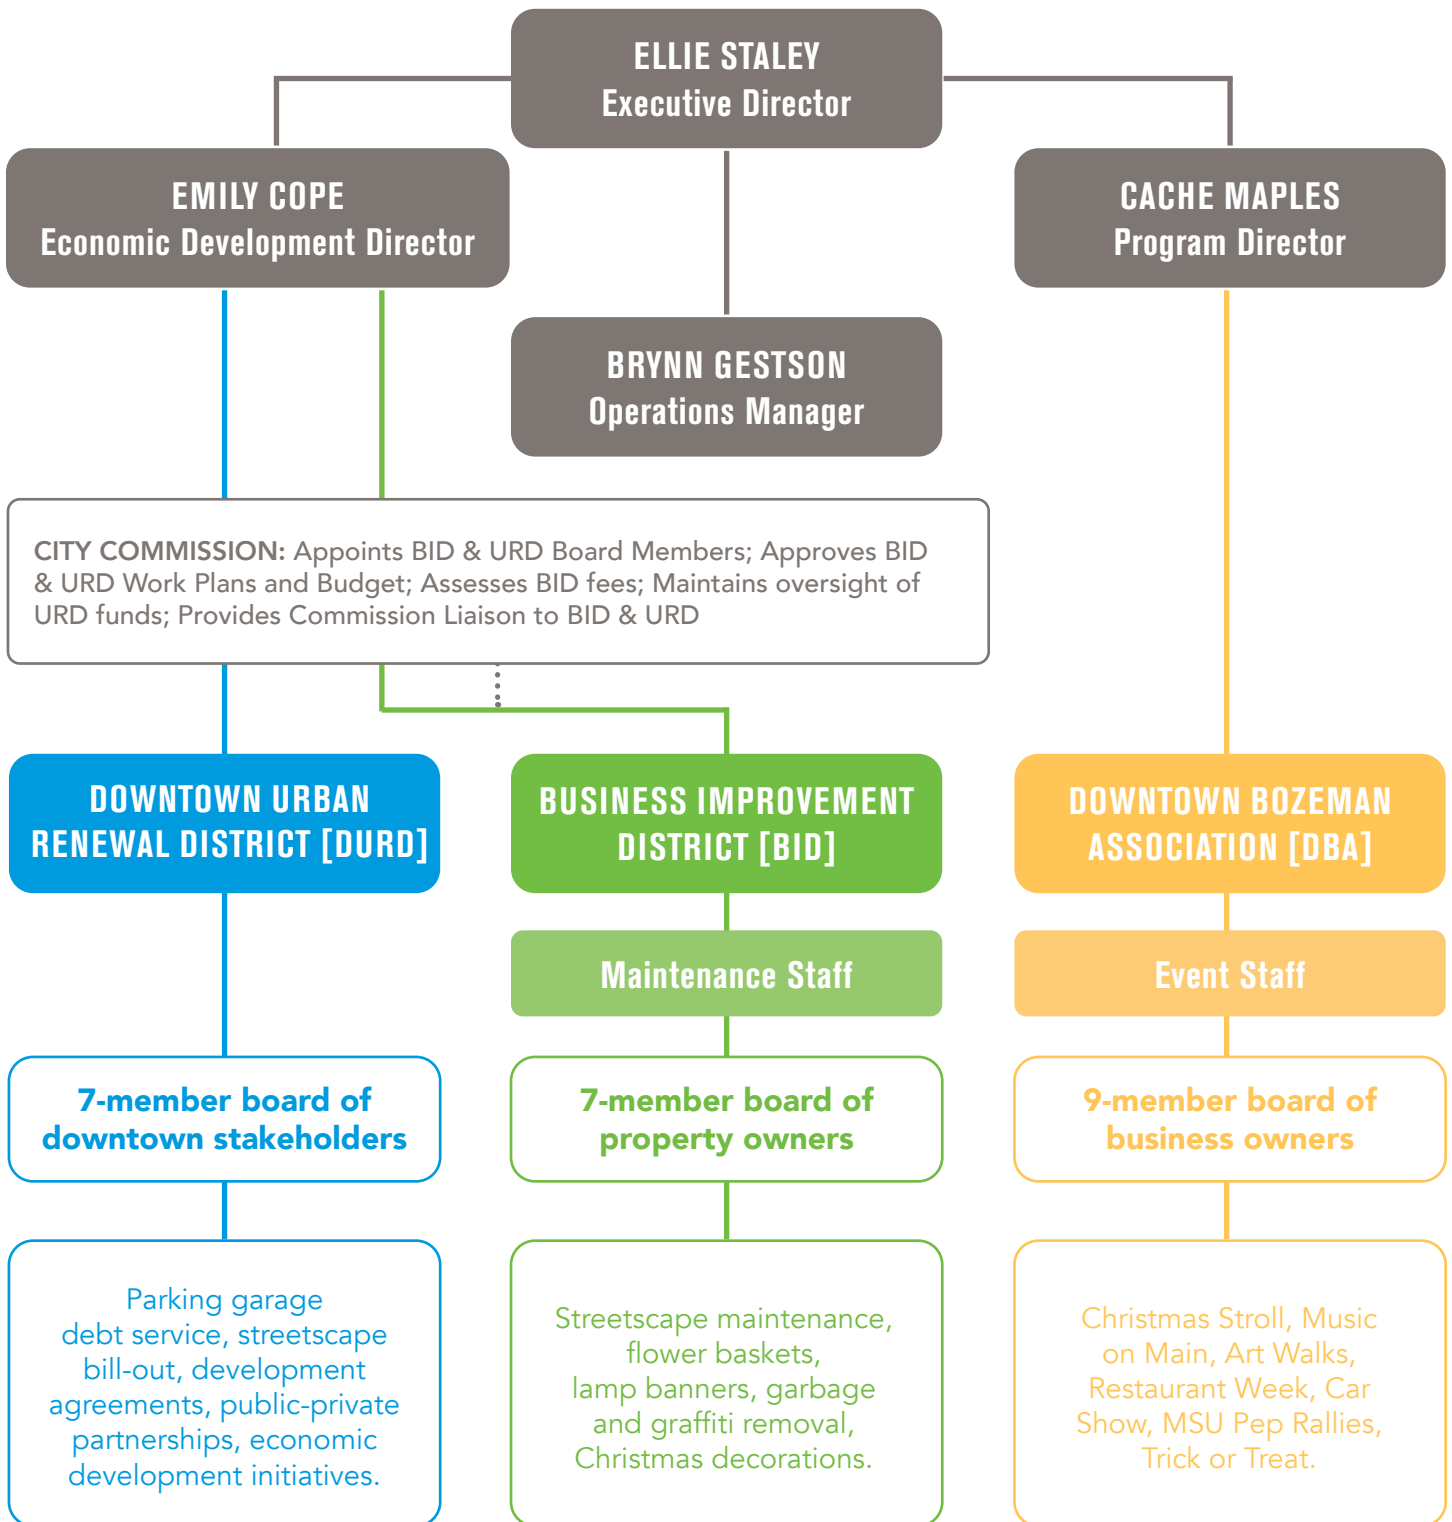 ELLIE STALEY
Executive Director
EMILY COPE
Economic Development Director
CACHE MAPLES
Program Director
BRYNN GESTSON
Operations Manager
CITY COMMISSION: Appoints BID & URD Board Members; Approves BID
& URD Work Plans and Budget; Assesses BID fees; Maintains oversight of
URD funds; Provides Commission Liaison to BID & URD
DOWNTOWN URBAN
RENEWAL DISTRICT [DURD]
BUSINESS IMPROVEMENT
DISTRICT [BID]
DOWNTOWN BOZEMAN
ASSOCIATION [DBA]
Maintenance Staff
Event Staff
7-member board of
downtown stakeholders
7-member board of
property owners
9-member board of
business owners
Parking garage
debt service, streetscape
bill-out, development
agreements, public-private
partnerships, economic
development initiatives.
Streetscape maintenance,
flower baskets,
lamp banners, garbage
and graffiti removal,
Christmas decorations.
Christmas Stroll, Music
on Main, Art Walks,
Restaurant Week, Car
Show, MSU Pep Rallies,
Trick or Treat.